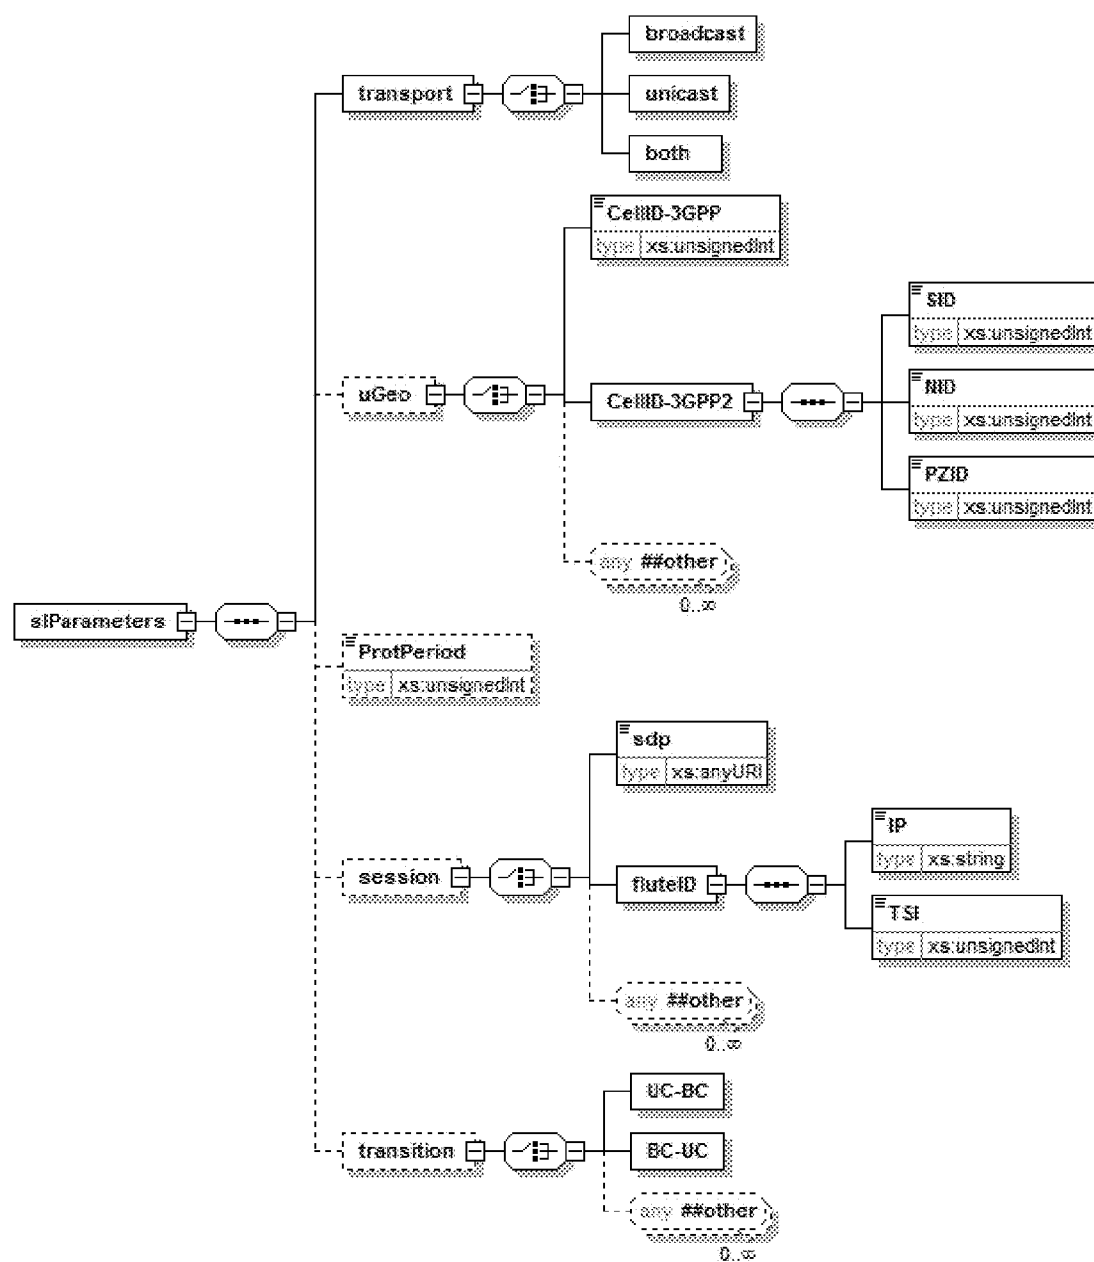 broadcast
transport
unicast
both
CellID-3GPP
type xs:unsignedInt
SID
type xs:unsignedInt
uGeo
CellID-3GPP2
NID
type xs:unsignedInt
PZID
type xs:unsignedInt
any ##other
0..∞
slParameters
ProtPeriod
type xs:unsignedInt
sdp
type xs:anyURI
IP
type xs:string
session
fluteID
TSI
type xs:unsignedInt
any ##other
0..∞
UC-BC
transition
BC-UC
any ##other
0..∞